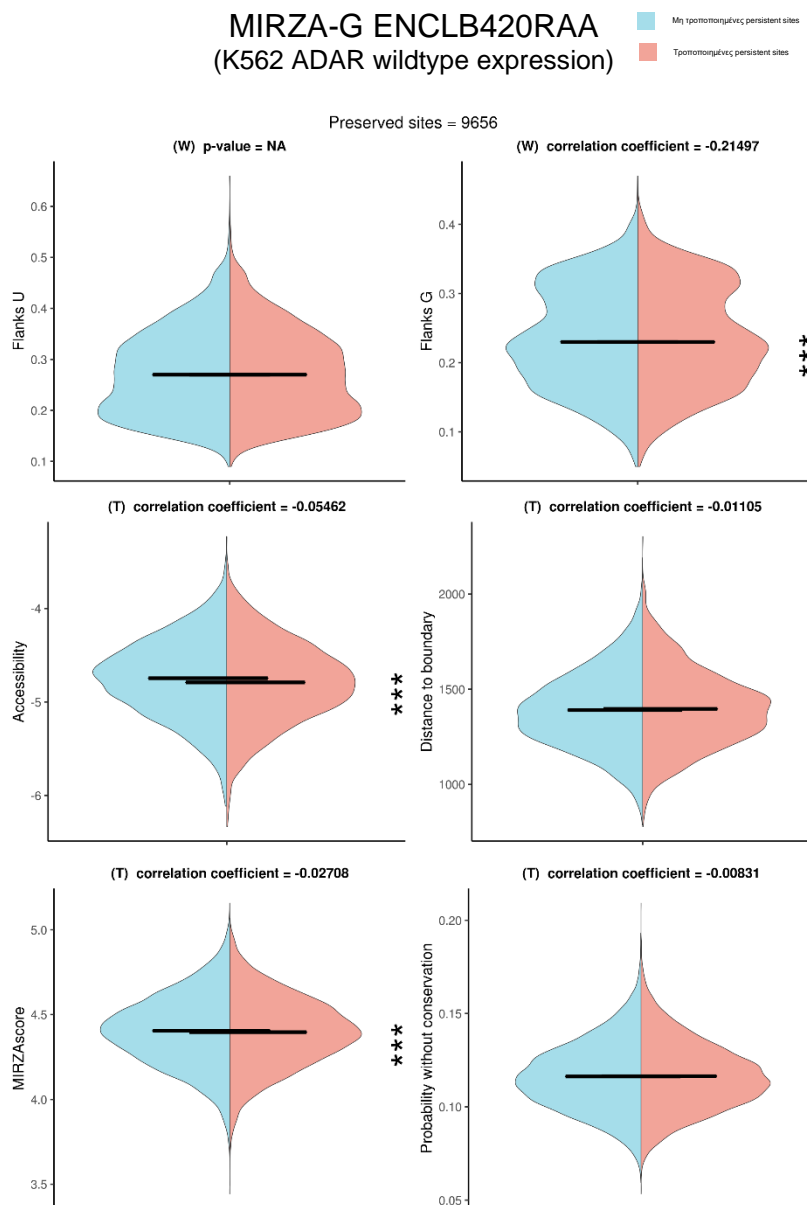 MIRZA-G ENCLB420RAA
(K562 ADAR wildtype expression)
Μη τροποποιημένες persistent sites
Τροποποιημένες persistent sites
Preserved sites = 9656
(W) p-value = NA
Flanks U
0.6
0.5
0.4
0.3
0.2
0.1
(W) correlation coefficient = -0.21497
Flanks G
0.4
0.3
0.2
0.1
***
(T) correlation coefficient = -0.05462
Accessibility
-4
-5
-6
***
(T) correlation coefficient = -0.01105
Distance to boundary
2000
1500
1000
(T) correlation coefficient = -0.02708
MIRZAscore
5.0
4.5
4.0
3.5
***
(T) correlation coefficient = -0.00831
Probability without conservation
0.20
0.15
0.10
0.05